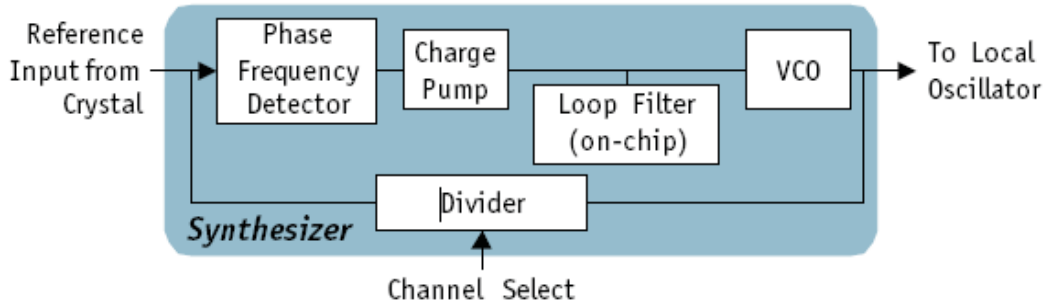 Reference
Input from
Crystal
Phase
Frequency
Detector
Charge
Pump
Loop Filter
(on-chip)
VCO
To Local
Oscillator
Divider
Synthesizer
Channel Select